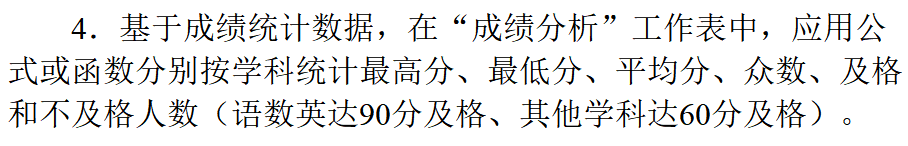 4．基于成绩统计数据，在“成绩分析”工作表中，应用公
式或函数分别按学科统计最高分、最低分、平均分、众数、及格
和不及格人数（语数英达90分及格、其他学科达60分及格）。